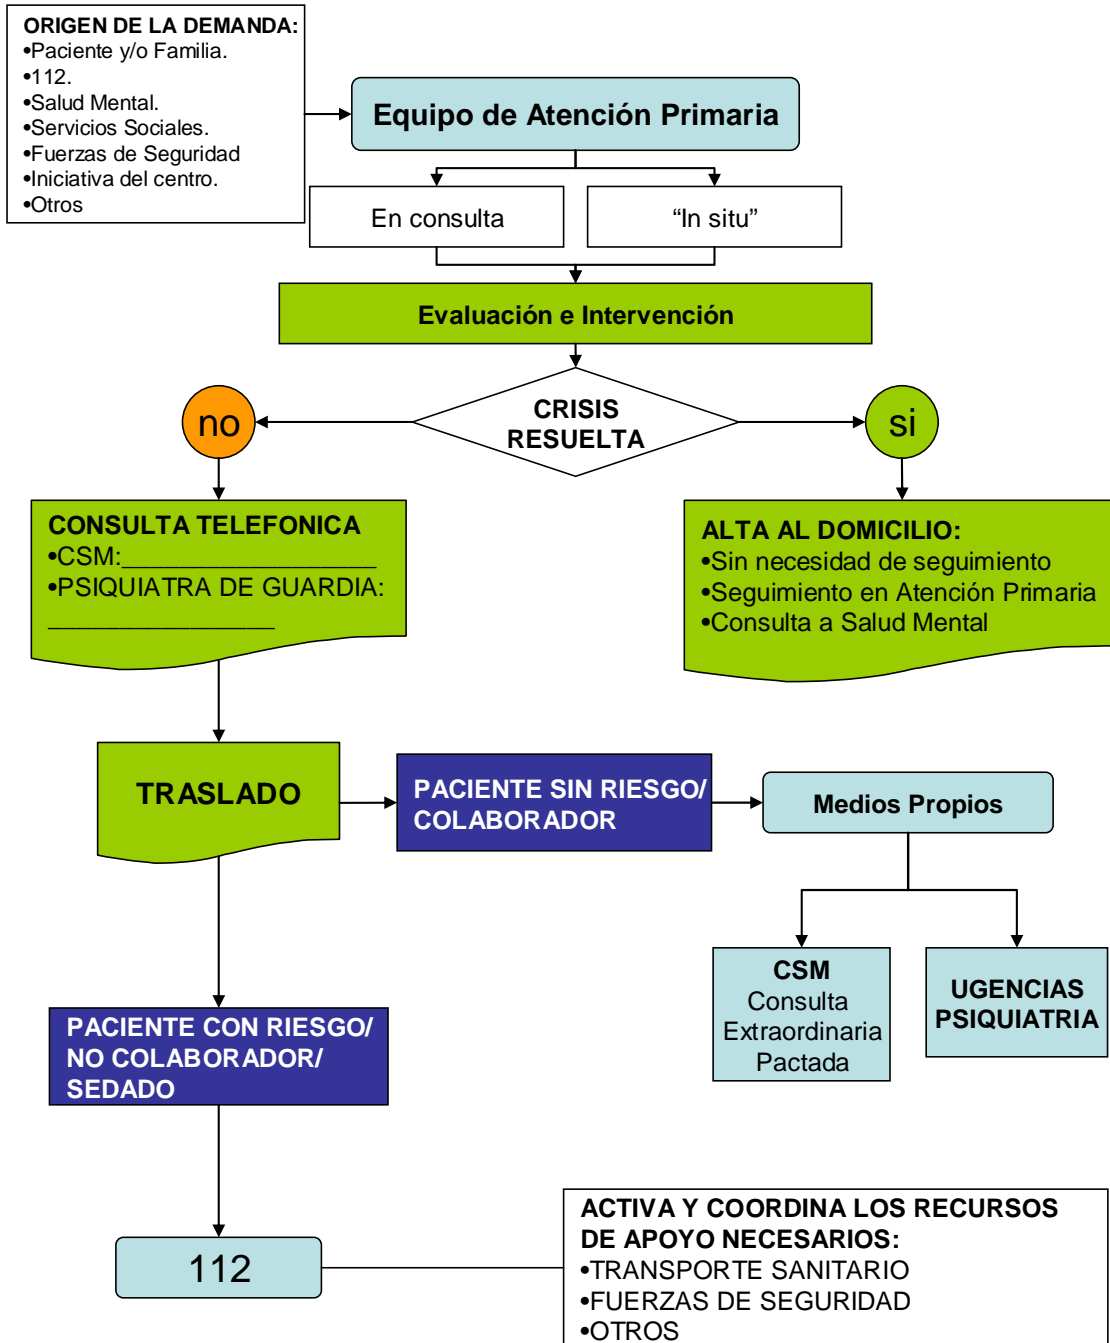 ORIGEN DE LA DEMANDA:
•Paciente y/o Familia.
•112.
•Salud Mental.
•Servicios Sociales.
•Fuerzas de Seguridad
•Iniciativa del centro.
•Otros
Equipo de Atención Primaria
En consulta
“In situ”
Evaluación e Intervención
CRISIS
RESUELTA
no
si
CONSULTA TELEFONICA
•CSM:__________________
•PSIQUIATRA DE GUARDIA:
________________
ALTA AL DOMICILIO:
•Sin necesidad de seguimiento
•Seguimiento en Atención Primaria
•Consulta a Salud Mental
TRASLADO
PACIENTE SIN RIESGO/
COLABORADOR
Medios Propios
CSM
Consulta
Extraordinaria
Pactada
UGENCIAS
PSIQUIATRIA
PACIENTE CON RIESGO/
NO COLABORADOR/
SEDADO
112
ACTIVA Y COORDINA LOS RECURSOS
DE APOYO NECESARIOS:
•TRANSPORTE SANITARIO
•FUERZAS DE SEGURIDAD
•OTROS